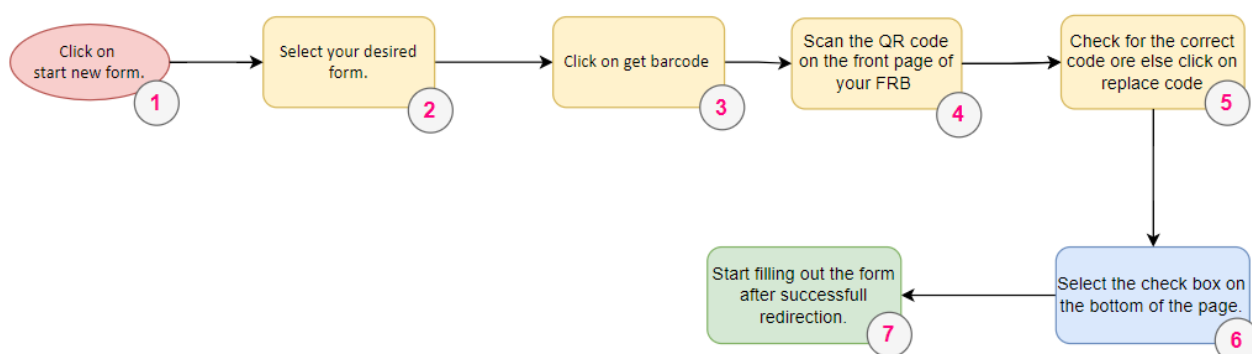 Click on
start new form.
1
Select your desired
form.
2
Click on get barcode
3
Scan the QR code
on the front page of
your FRB
4
Check for the correct
code ore else click on
replace code
5
Select the check box on
the bottom of the page.
6
Start filling out the form
after successfull
redirection.
7